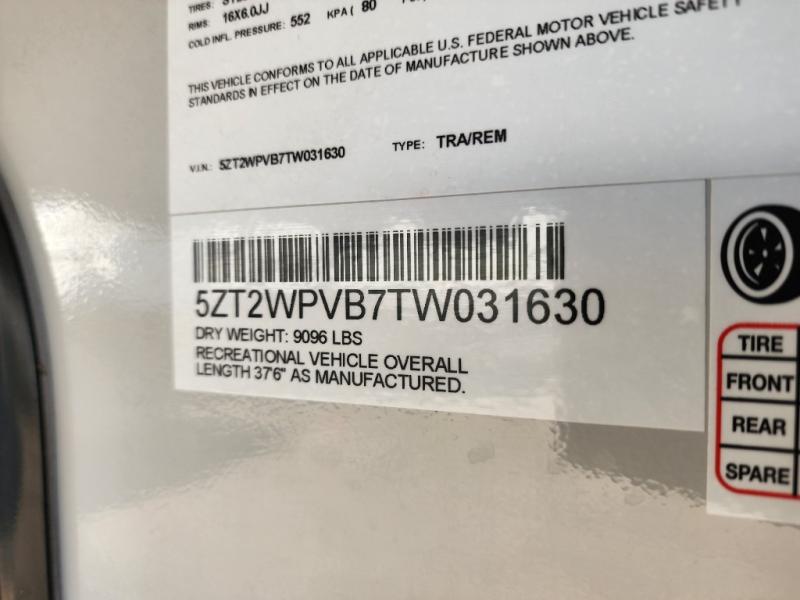 TIRES:
RIMS: 16X6.0JJ
COLD INFL. PRESSURE: 552 KPA ( 80
THIS VEHICLE CONFORMS TO ALL APPLICABLE U.S. FEDERAL MOTOR VEHICLE SAFETY
STANDARDS IN EFFECT ON THE DATE OF MANUFACTURE SHOWN ABOVE.
V.I.N.: 5ZT2WPVB7TW031630 TYPE: TRA/REM
5ZT2WPVB7TW031630
DRY WEIGHT: 9096 LBS
RECREATIONAL VEHICLE OVERALL
LENGTH 37'6" AS MANUFACTURED.
TIRE
FRONT
REAR
SPARE